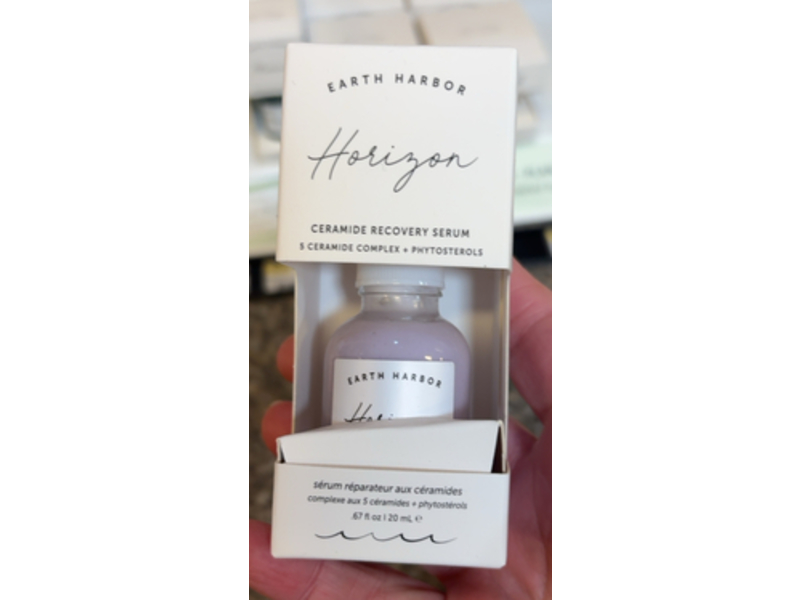 EARTH HARBOR
Horizon
CERAMIDE RECOVERY SERUM
5 CERAMIDE COMPLEX + PHYTOSTEROLS
EARTH HARBOR
sérum réparateur aux céramides
complexe aux 5 céramides + phytostérols
.67 fl oz | 20 mL ℮